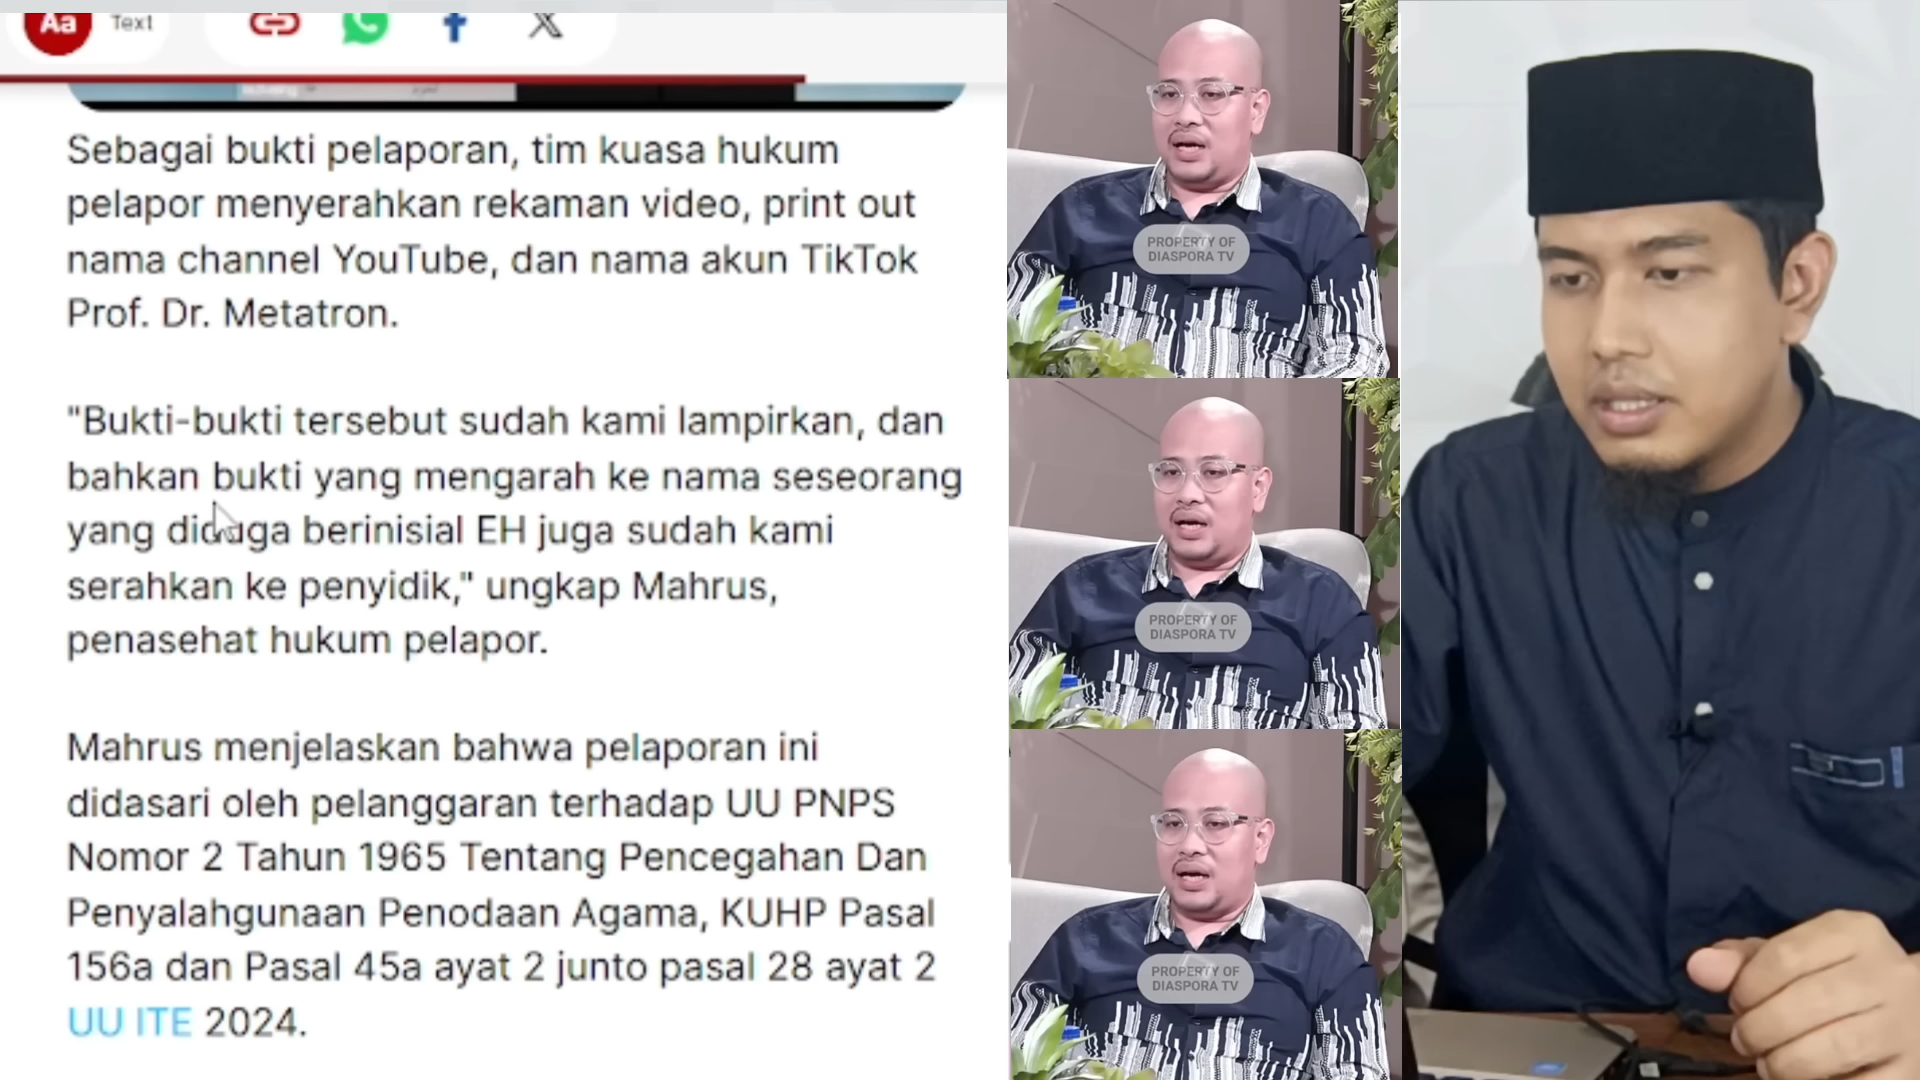 Aa Text
Sebagai bukti pelaporan, tim kuasa hukum
pelapor menyerahkan rekaman video, print out
nama channel YouTube, dan nama akun TikTok
Prof. Dr. Metatron.
"Bukti-bukti tersebut sudah kami lampirkan, dan
bahkan bukti yang mengarah ke nama seseorang
yang diduga berinisial EH juga sudah kami
serahkan ke penyidik," ungkap Mahrus,
penasehat hukum pelapor.
Mahrus menjelaskan bahwa pelaporan ini
didasari oleh pelanggaran terhadap UU PNPS
Nomor 2 Tahun 1965 Tentang Pencegahan Dan
Penyalahgunaan Penodaan Agama, KUHP Pasal
156a dan Pasal 45a ayat 2 junto pasal 28 ayat 2
UU ITE 2024.
PROPERTY OF
DIASPORA TV
PROPERTY OF
DIASPORA TV
PROPERTY OF
DIASPORA TV